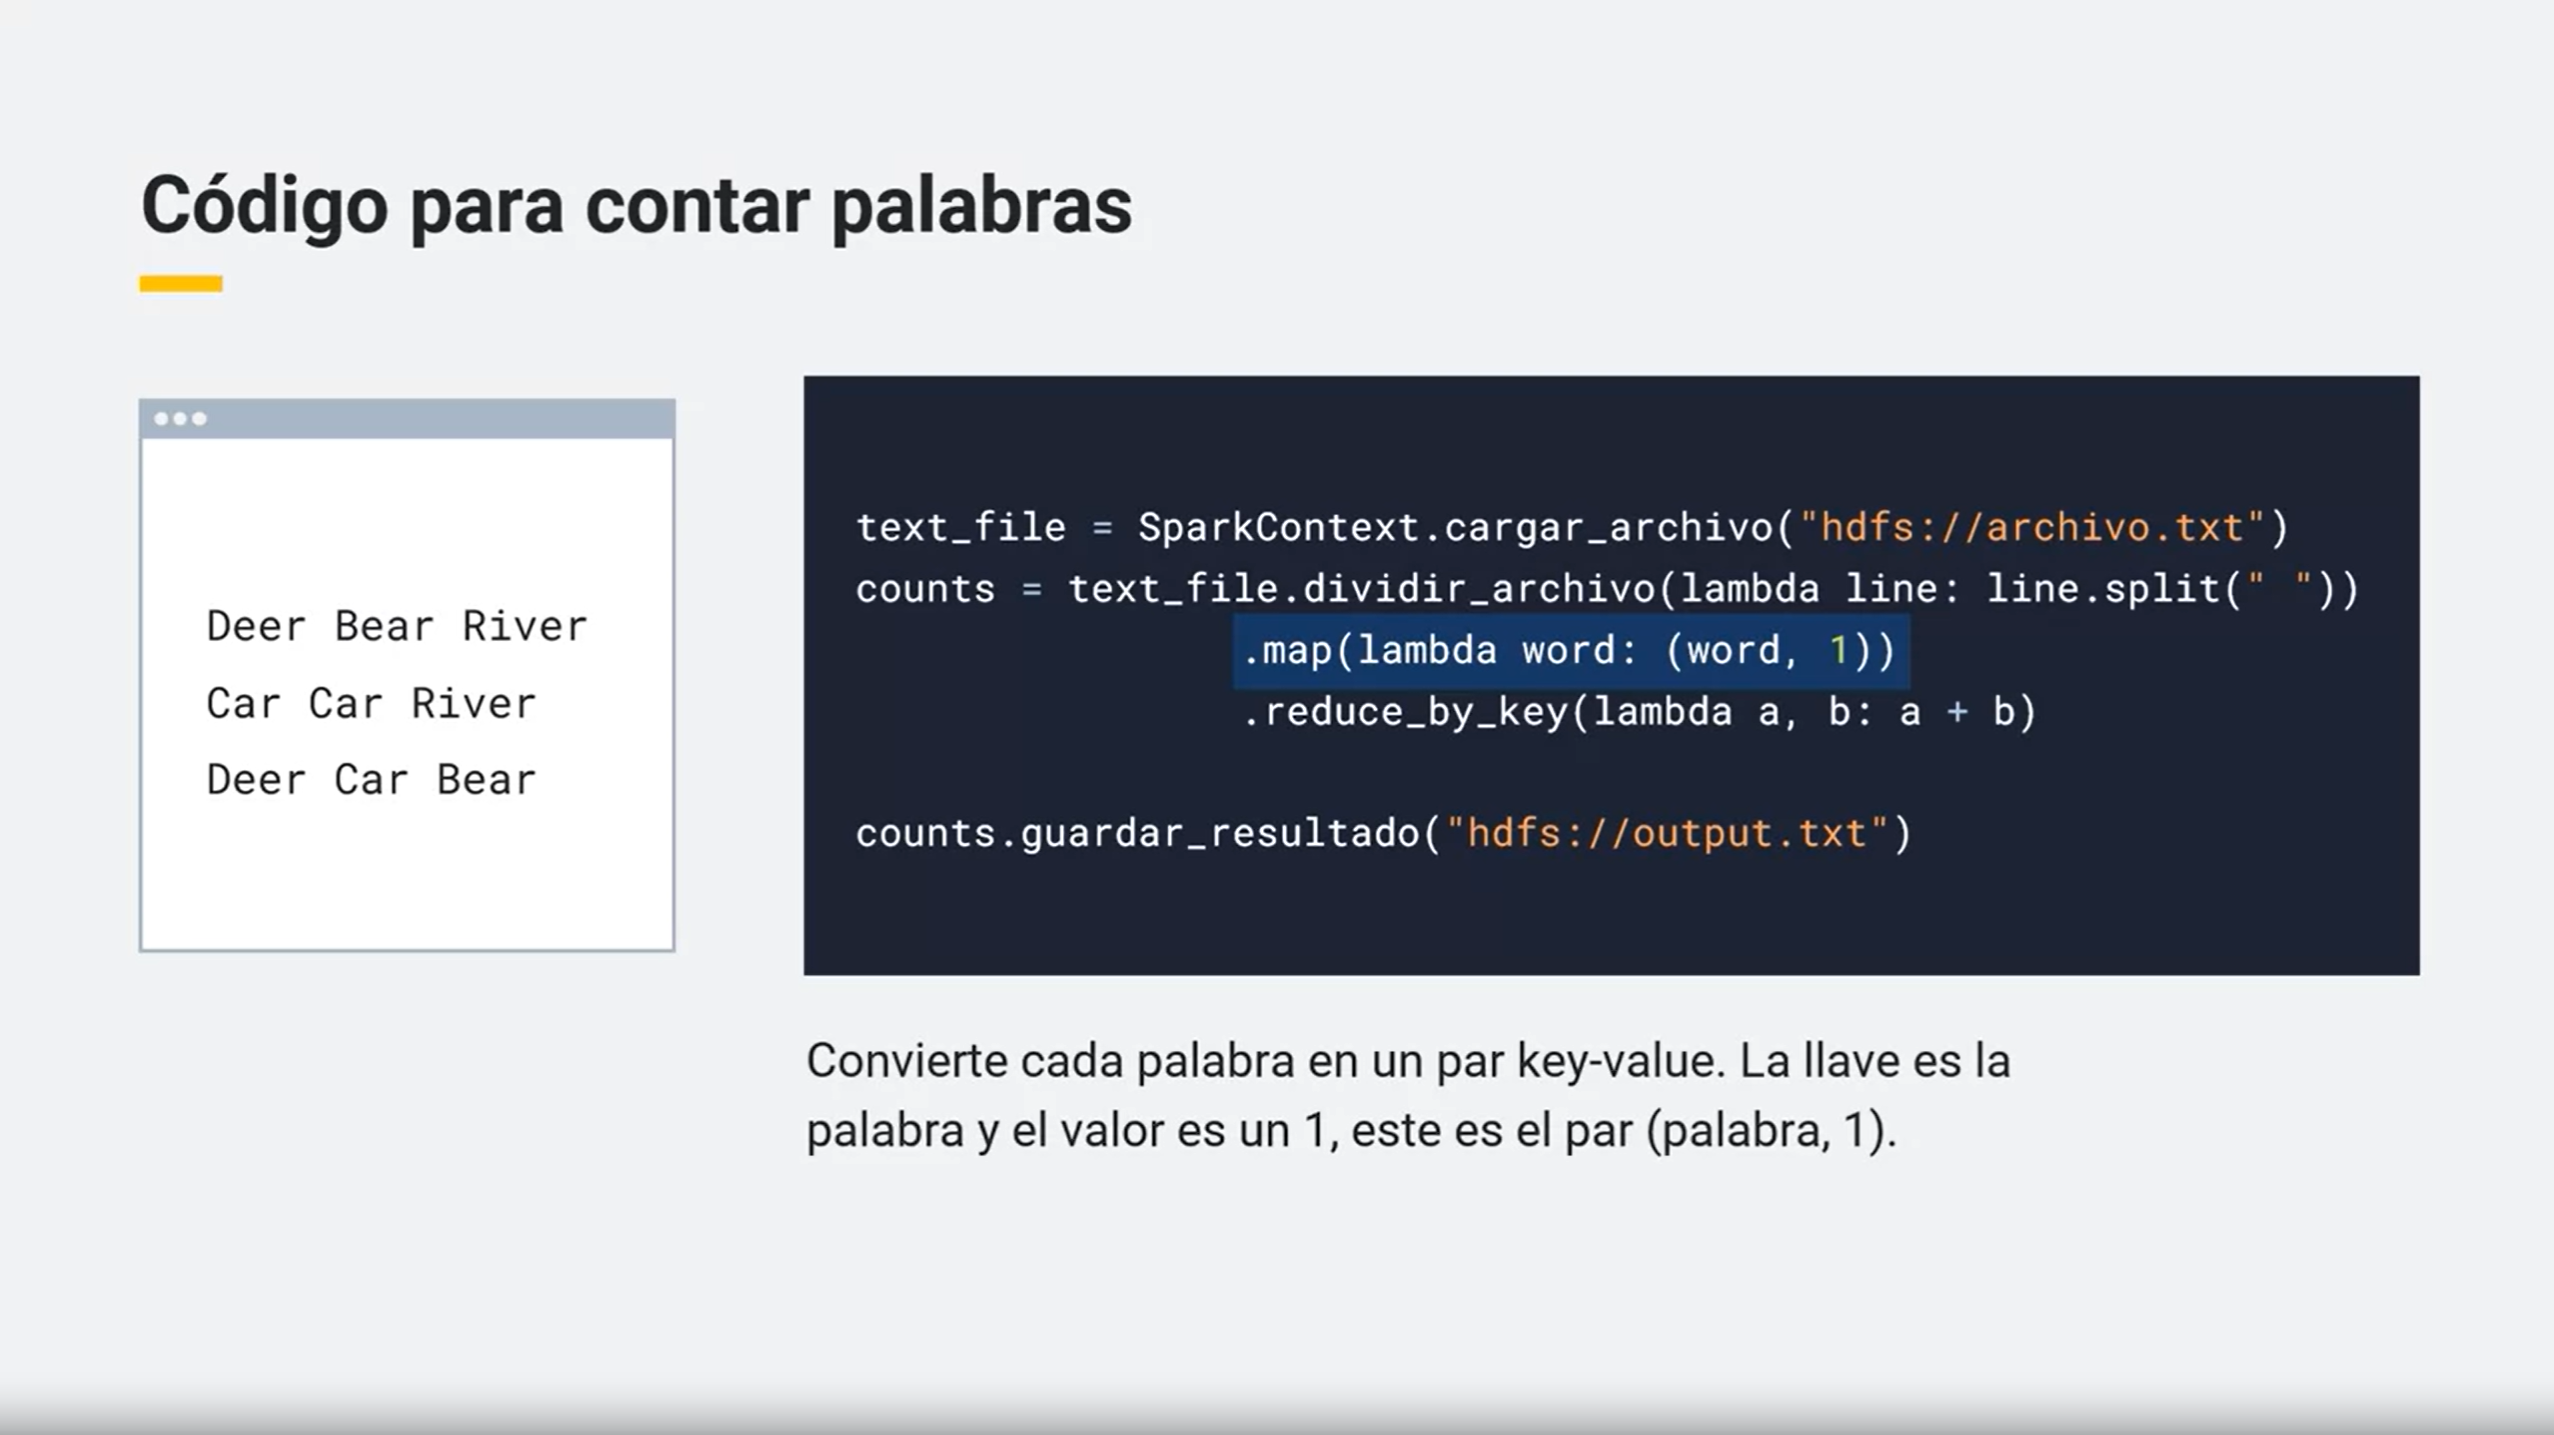 Código para contar palabras
Deer Bear River
Car Car River
Deer Car Bear
text_file = SparkContext.cargar_archivo("hdfs://archivo.txt")
counts = text_file.dividir_archivo(lambda line: line.split(" "))
.map(lambda word: (word, 1))
.reduce_by_key(lambda a, b: a + b)
counts.guardar_resultado("hdfs://output.txt")
Convierte cada palabra en un par key-value. La llave es la
palabra y el valor es un 1, este es el par (palabra, 1).